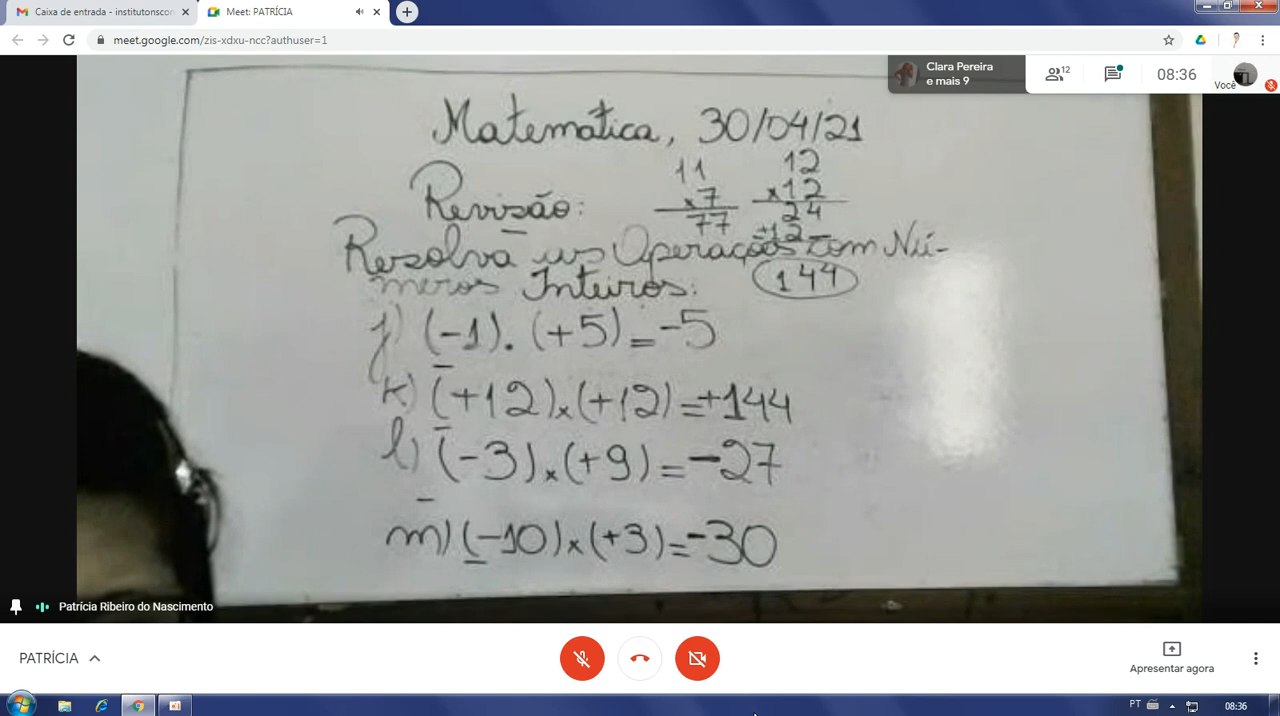 Caixa de entrada - institutonscon
Meet: PATRÍCIA
meet.google.com/zis-xdxu-ncc?authuser=1
Clara Pereira
e mais 9
12
08:36
Você
Matemática, 30/04/21
Revisão:
11
×7
77
12
×12
24
+12-
144
Resolva as Operações com Nú-
meros Inteiros:
j) (-1).(+5)=-5
k) (+12)×(+12)=+144
l) (-3)×(+9)=-27
m) (-10)×(+3)=-30
Patrícia Ribeiro do Nascimento
PATRÍCIA
Apresentar agora
PT
08:36